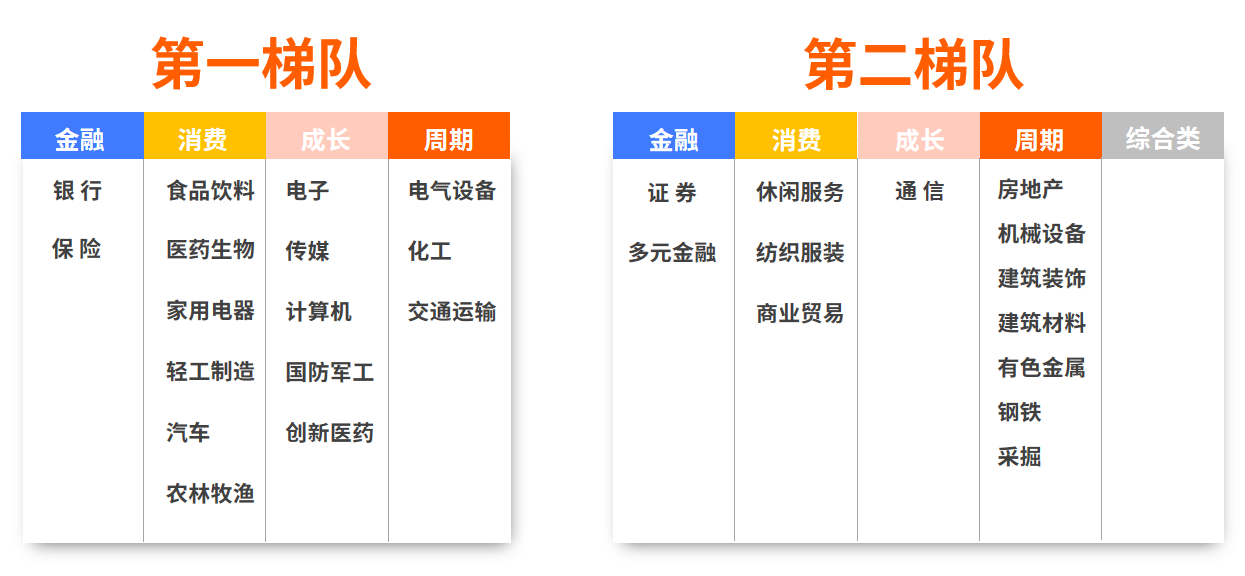 第一梯队
金融 消费 成长 周期
银行 食品饮料 电子 电气设备
保险 医药生物 传媒 化工
家用电器 计算机 交通运输
轻工制造 国防军工
汽车 创新医药
农林牧渔
第二梯队
金融 消费 成长 周期 综合类
证券 休闲服务 通信 房地产
多元金融 纺织服装 机械设备
商业贸易 建筑装饰
建筑材料
有色金属
钢铁
采掘